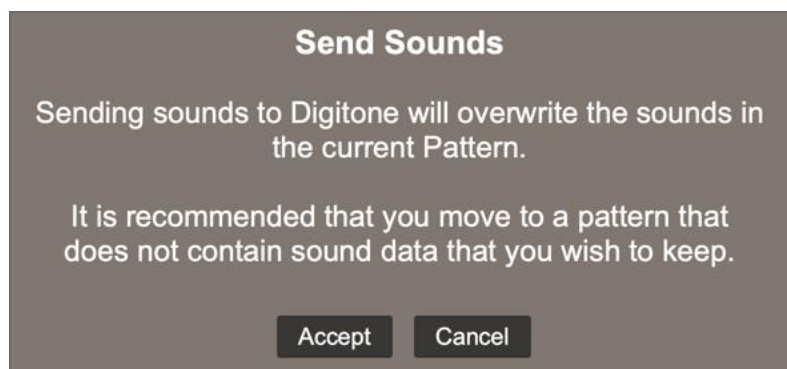 Send Sounds
Sending sounds to Digitone will overwrite the sounds in
the current Pattern.
It is recommended that you move to a pattern that
does not contain sound data that you wish to keep.
Accept Cancel